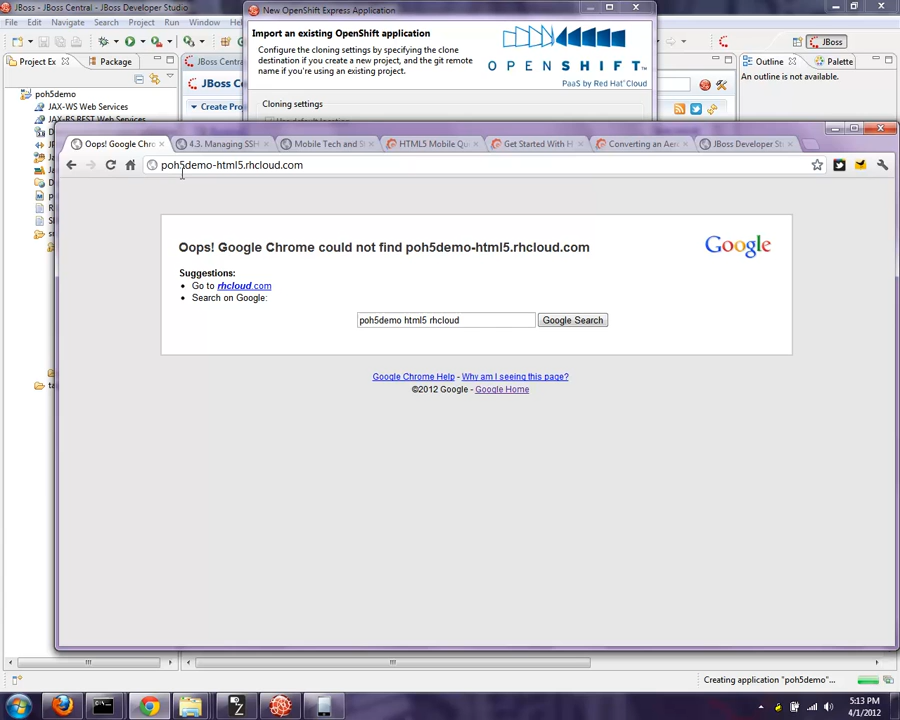 JBoss - JBoss Central - JBoss Developer Studio
File Edit Navigate Search Project Run Window
New OpenShift Express Application
Import an existing OpenShift application
Configure the cloning settings by specifying the clone
destination if you create a new project, and the git remote
name if you're using an existing project.
OPENSHIFT
PaaS by Red Hat Cloud
Cloning settings
JBoss
Project Ex
Package
JBoss Centr
JBoss Ce
Create Pro
Outline
Palette
An outline is not available.
poh5demo
JAX-WS Web Services
JAX-RS REST Web Services
Oops! Google Chro
4.3. Managing SSH
Mobile Tech and S
HTML5 Mobile Qu
Get Started With H
Converting an Aer
JBoss Developer St
poh5demo-html5.rhcloud.com
Oops! Google Chrome could not find poh5demo-html5.rhcloud.com
Google
Suggestions:
Go to rhcloud.com
Search on Google:
poh5demo html5 rhcloud
Google Search
Google Chrome Help - Why am I seeing this page?
©2012 Google - Google Home
Creating application "poh5demo"...
5:13 PM
4/1/2012